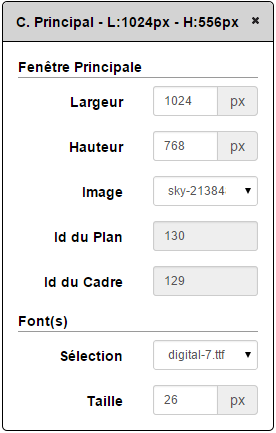 C. Principal - L:1024px - H:556px ×
Fenêtre Principale
Largeur 1024 px
Hauteur 768 px
Image sky-21384
Id du Plan 130
Id du Cadre 129
Font(s)
Sélection digital-7.ttf
Taille 26 px